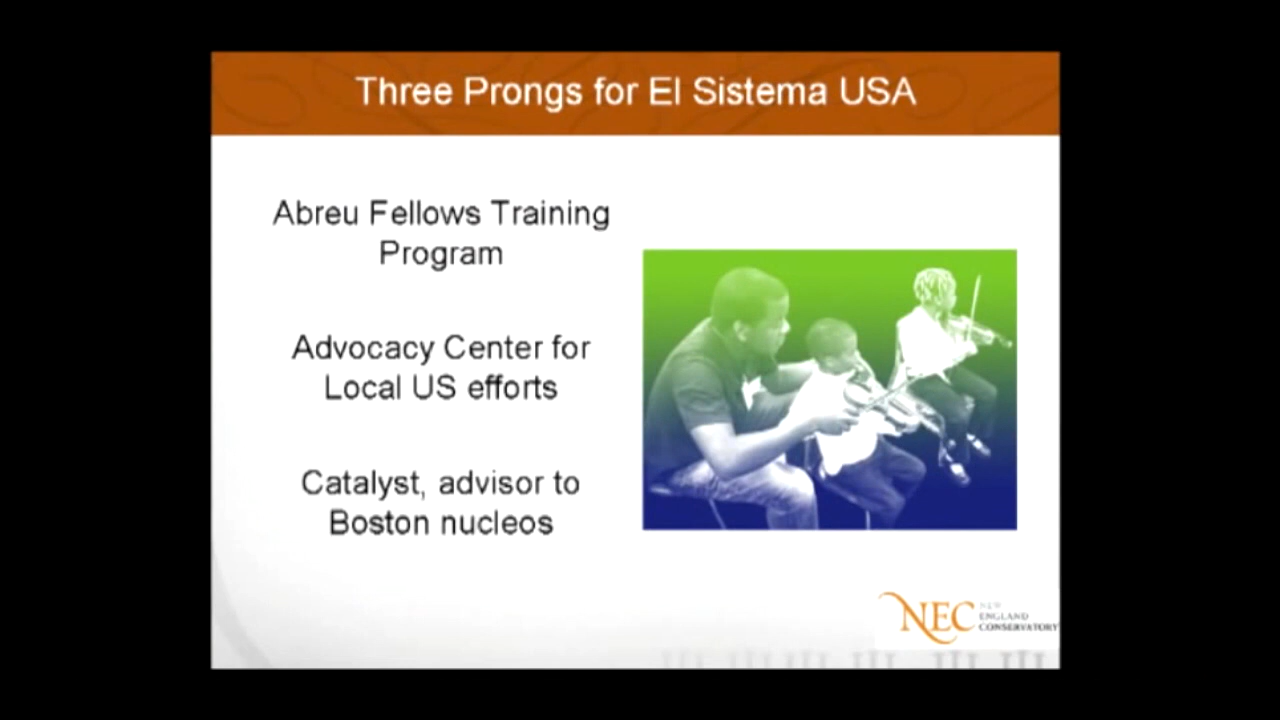 Three Prongs for El Sistema USA
Abreu Fellows Training
Program
Advocacy Center for
Local US efforts
Catalyst, advisor to
Boston nucleos
NEC
NEW
ENGLAND
CONSERVATORY